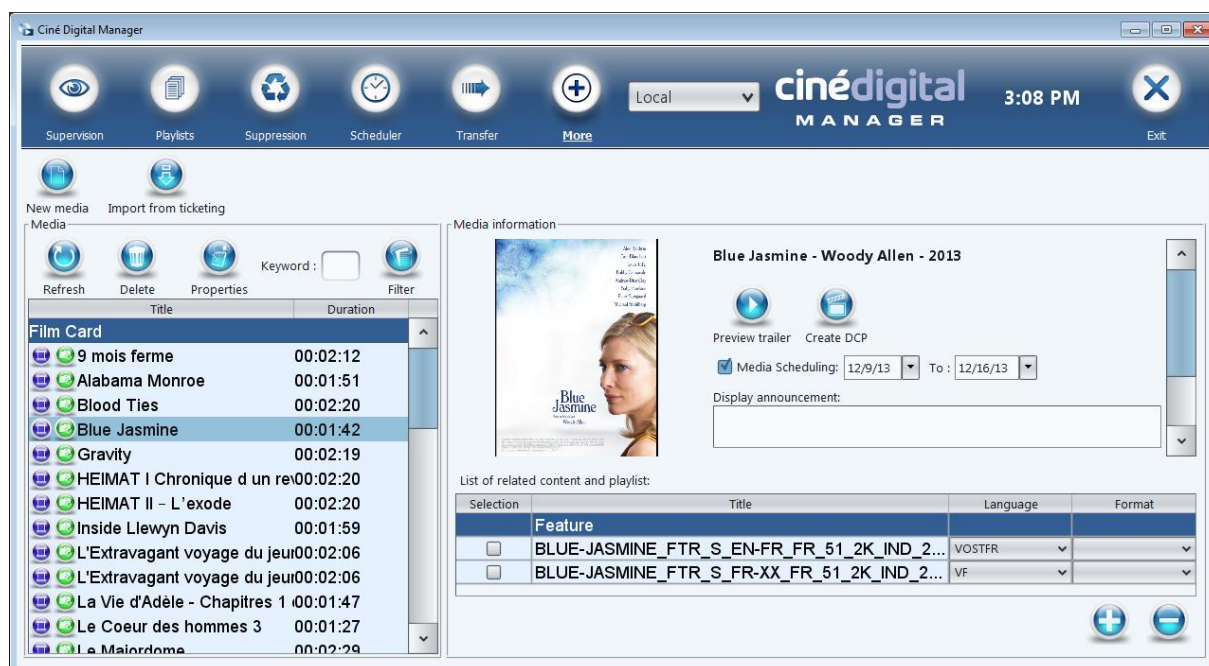 Ciné Digital Manager
Supervision Playlists Suppression Scheduler Transfer More Local cinédigital MANAGER 3:08 PM Exit
New media Import from ticketing
Media
Refresh Delete Properties Keyword : Filter
Title Duration
Film Card
9 mois ferme 00:02:12
Alabama Monroe 00:01:51
Blood Ties 00:02:20
Blue Jasmine 00:01:42
Gravity 00:02:19
HEIMAT I Chronique d un re 00:02:20
HEIMAT II – L'exode 00:02:20
Inside Llewyn Davis 00:01:59
L'Extravagant voyage du jeu 00:02:06
L'Extravagant voyage du jeu 00:02:06
La Vie d'Adèle - Chapitres 1 00:01:47
Le Coeur des hommes 3 00:01:27
Le Majordome 00:02:29
Media information
Blue
Jasmine
Woody Allen
Blue Jasmine - Woody Allen - 2013
Preview trailer Create DCP
Media Scheduling: 12/9/13 To : 12/16/13
Display announcement:
List of related content and playlist:
Selection Title Language Format
Feature
BLUE-JASMINE_FTR_S_EN-FR_FR_51_2K_IND_2... VOSTFR
BLUE-JASMINE_FTR_S_FR-XX_FR_51_2K_IND_2... VF